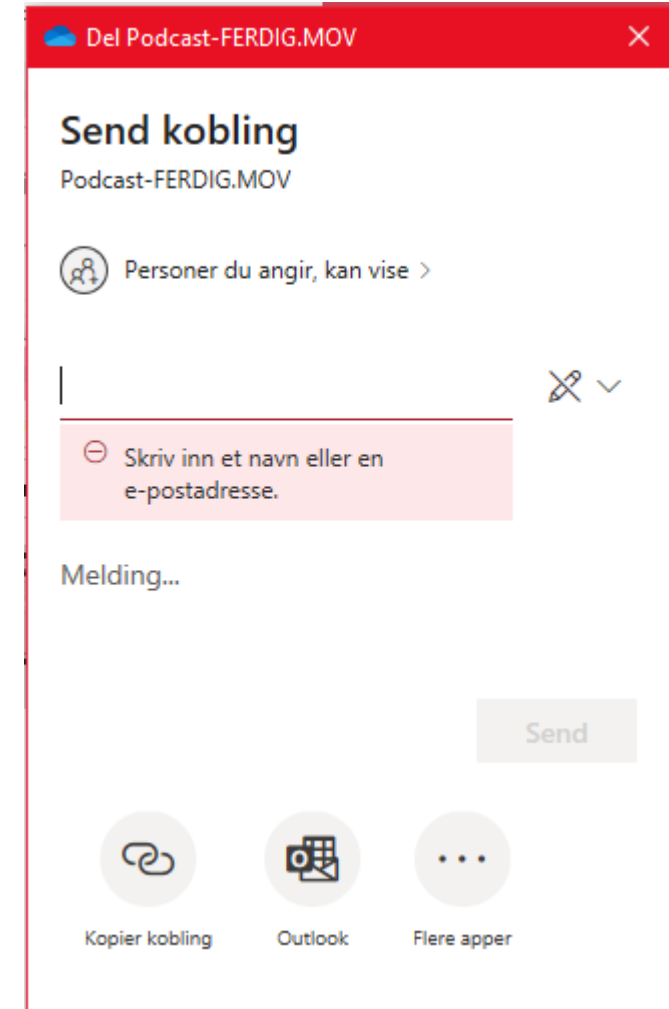 Del Podcast-FERDIG.MOV
Send kobling
Podcast-FERDIG.MOV
Personer du angir, kan vise >
Skriv inn et navn eller en
e-postadresse.
Melding...
Send
Kopier kobling Outlook Flere apper